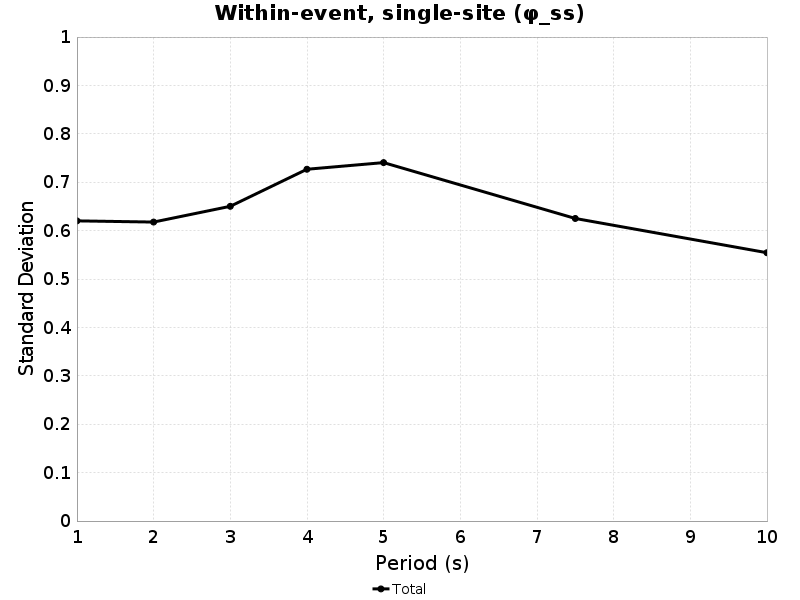 Within-event, single-site (φ_ss)
1
0.9
0.8
0.7
0.6
0.5
0.4
0.3
0.2
0.1
0
Standard Deviation
1 2 3 4 5 6 7 8 9 10
Period (s)
Total